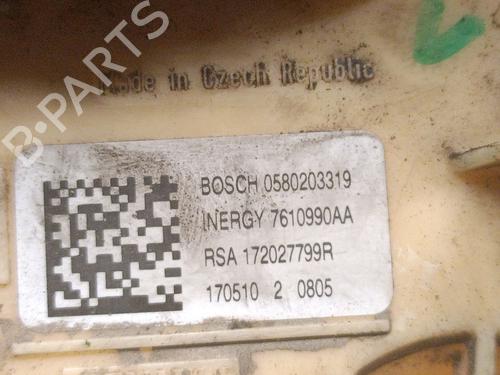 B-PARTS
Made in Czech Republic
BOSCH 0580203319
INERGY 7610990AA
RSA 172027799R
170510 2 0805